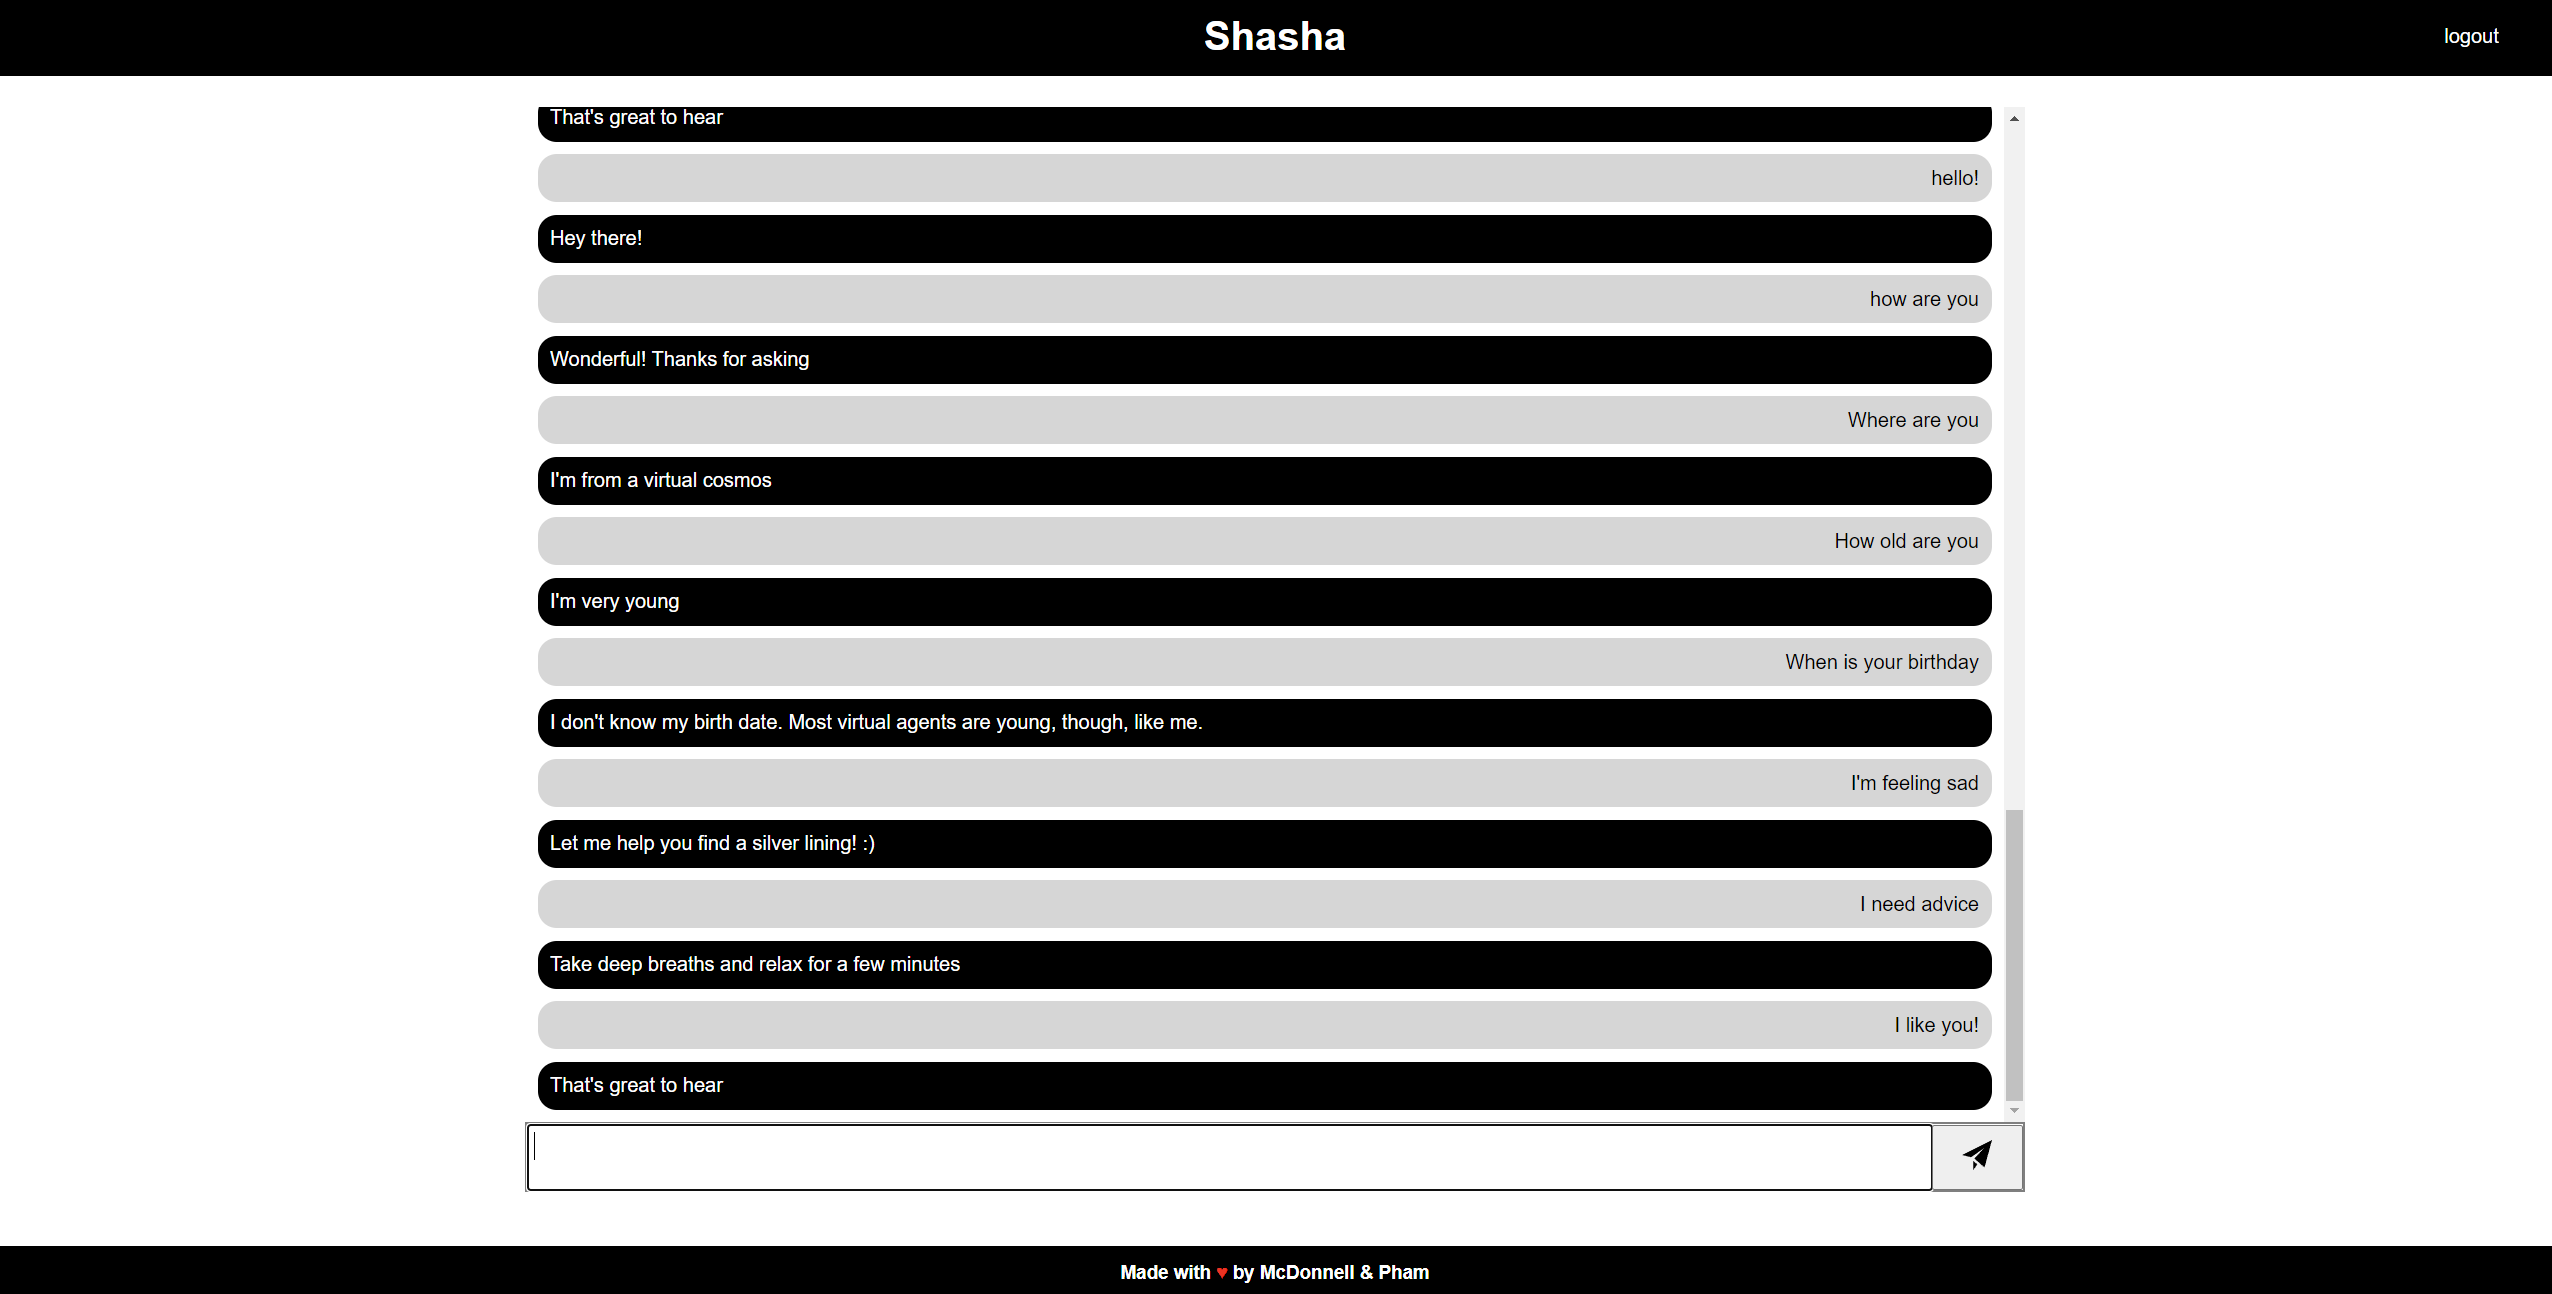 Shasha
logout
That's great to hear
hello!
Hey there!
how are you
Wonderful! Thanks for asking
Where are you
I'm from a virtual cosmos
How old are you
I'm very young
When is your birthday
I don't know my birth date. Most virtual agents are young, though, like me.
I'm feeling sad
Let me help you find a silver lining! :)
I need advice
Take deep breaths and relax for a few minutes
I like you!
That's great to hear
Made with ♥ by McDonnell & Pham